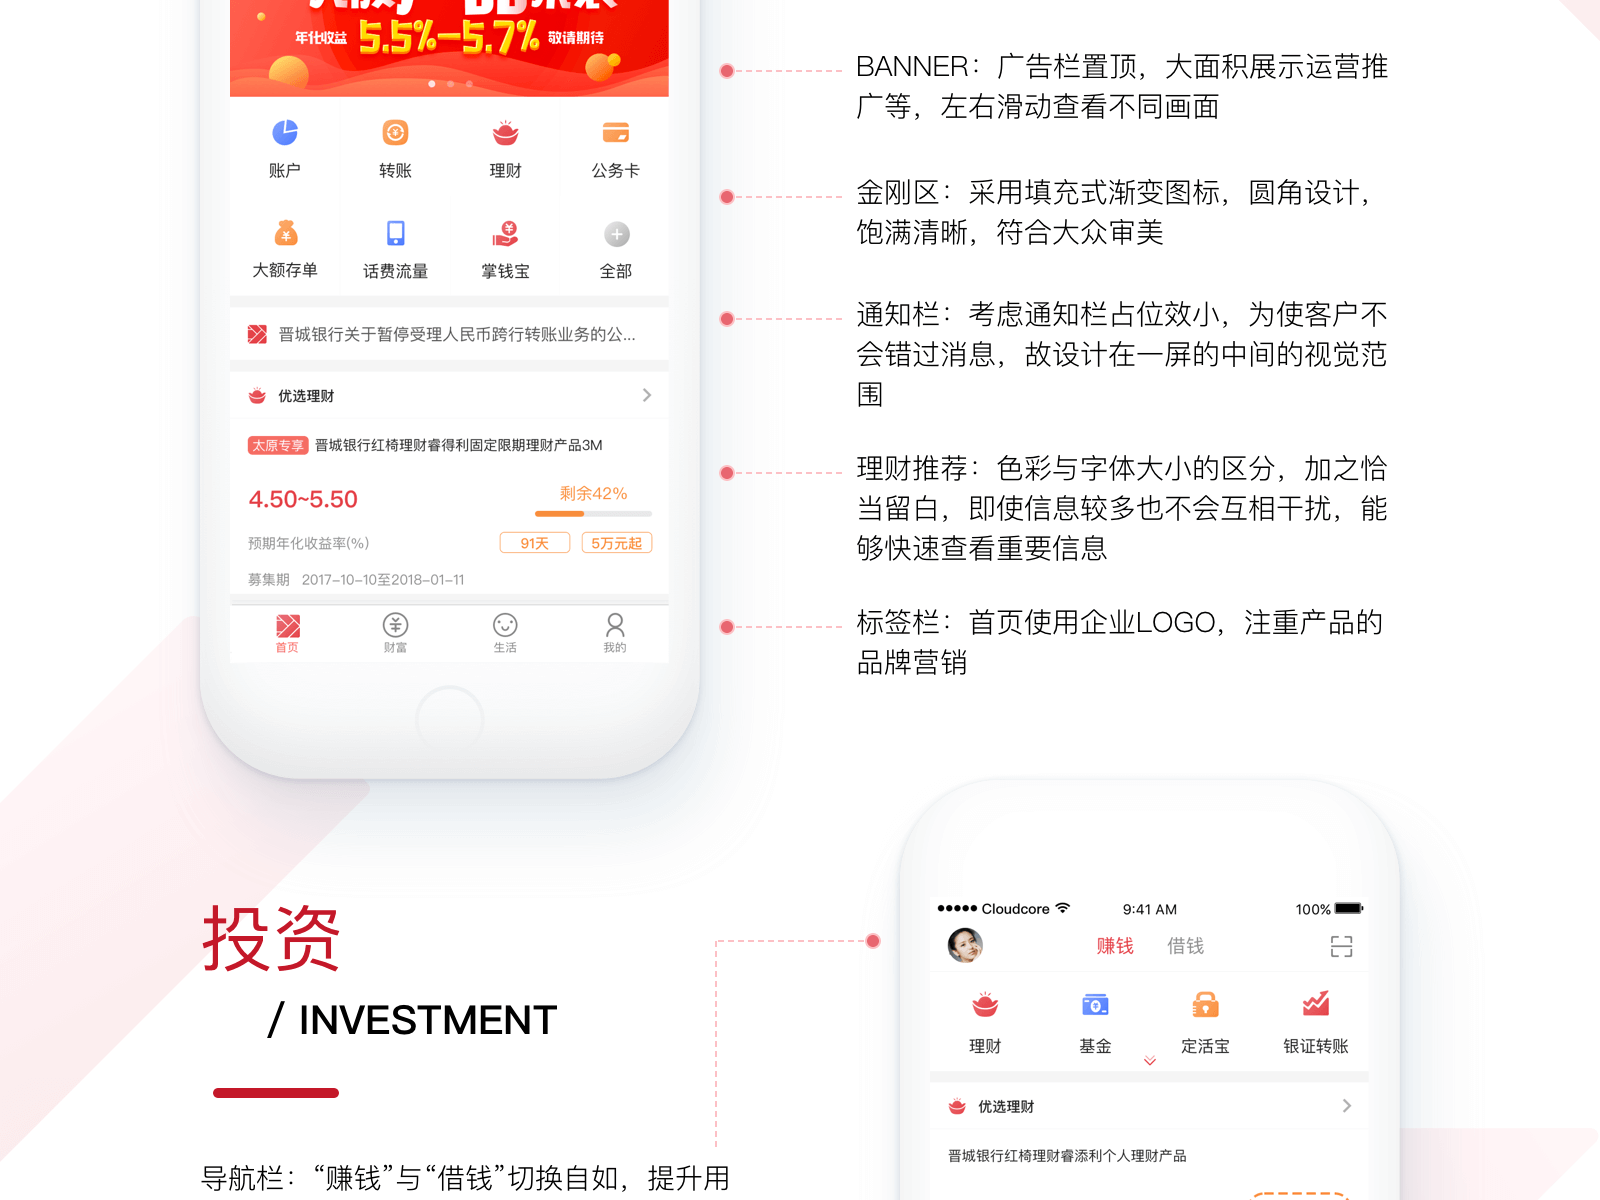 年化收益 5.5%-5.7% 敬请期待
账户 转账 理财 公务卡
大额存单 话费流量 掌钱宝 全部
晋城银行关于暂停受理人民币跨行转账业务的公...
优选理财
太原专享 晋城银行红椅理财睿得利固定限期理财产品3M
4.50~5.50 剩余42%
预期年化收益率(%) 91天 5万元起
募集期 2017-10-10至2018-01-11
首页 财富 生活 我的
BANNER：广告栏置顶，大面积展示运营推
广等，左右滑动查看不同画面
金刚区：采用填充式渐变图标，圆角设计，
饱满清晰，符合大众审美
通知栏：考虑通知栏占位效小，为使客户不
会错过消息，故设计在一屏的中间的视觉范
围
理财推荐：色彩与字体大小的区分，加之恰
当留白，即使信息较多也不会互相干扰，能
够快速查看重要信息
标签栏：首页使用企业LOGO，注重产品的
品牌营销
投资
/ INVESTMENT
导航栏：“赚钱”与“借钱”切换自如，提升用
Cloudcore 9:41 AM 100%
赚钱 借钱
理财 基金 定活宝 银证转账
优选理财
晋城银行红椅理财睿添利个人理财产品